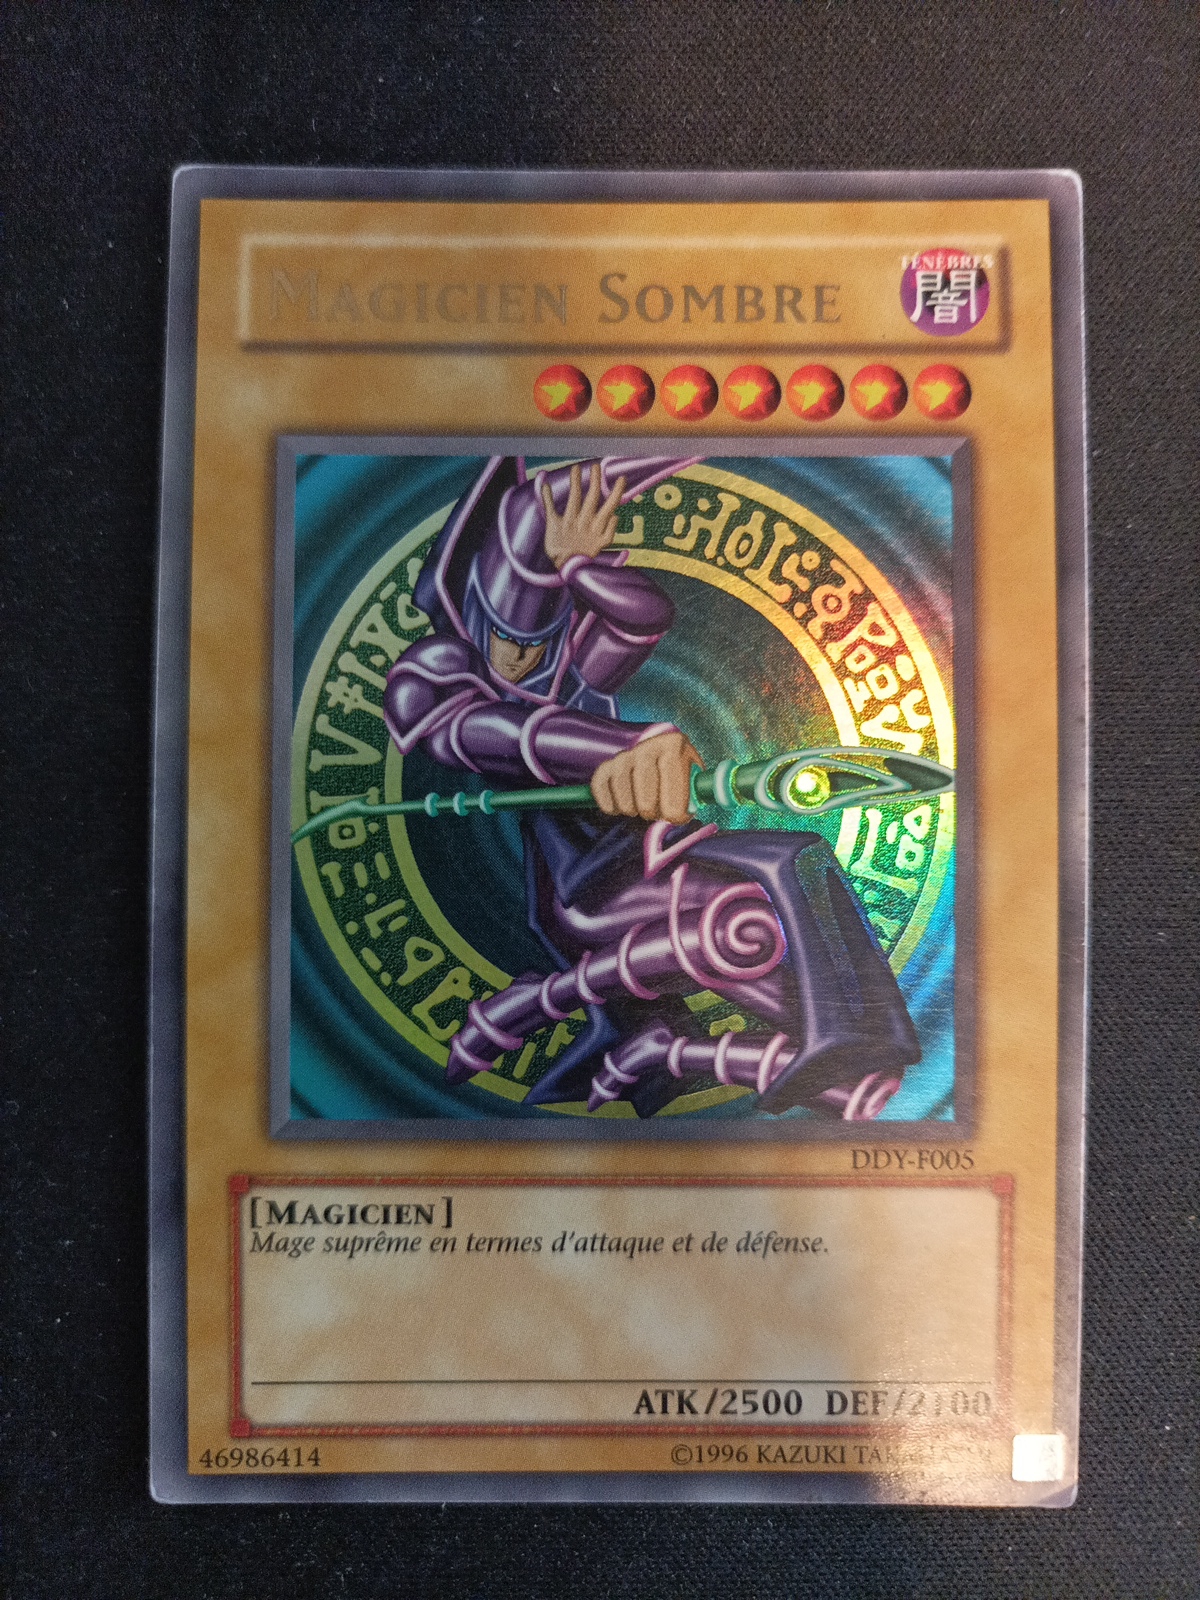 MAGICIEN SOMBRE
TÉNÈBRES
闇
DDY-F005
[MAGICIEN]
Mage suprême en termes d'attaque et de défense.
ATK/2500 DEF/2100
46986414
©1996 KAZUKI TAKAHASHI